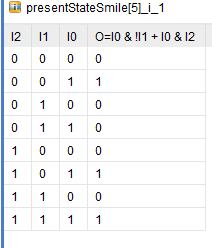 presentStateSmile[5]_i_1
I2 I1 I0 O=I0 & !I1 + I0 & I2
0 0 0 0
0 0 1 1
0 1 0 0
0 1 1 0
1 0 0 0
1 0 1 1
1 1 0 0
1 1 1 1